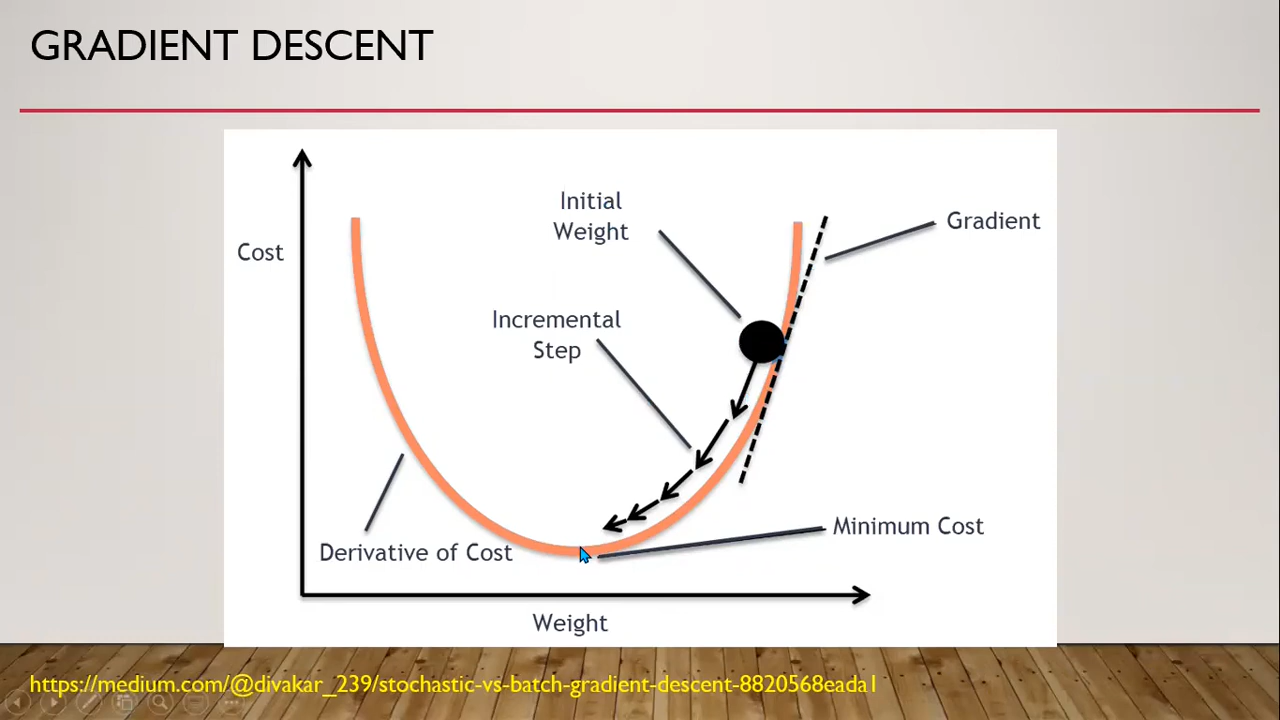 GRADIENT DESCENT
Initial
Weight
Gradient
Cost
Incremental
Step
Minimum Cost
Derivative of Cost
Weight
https://medium.com/@divakar_239/stochastic-vs-batch-gradient-descent-8820568eada1